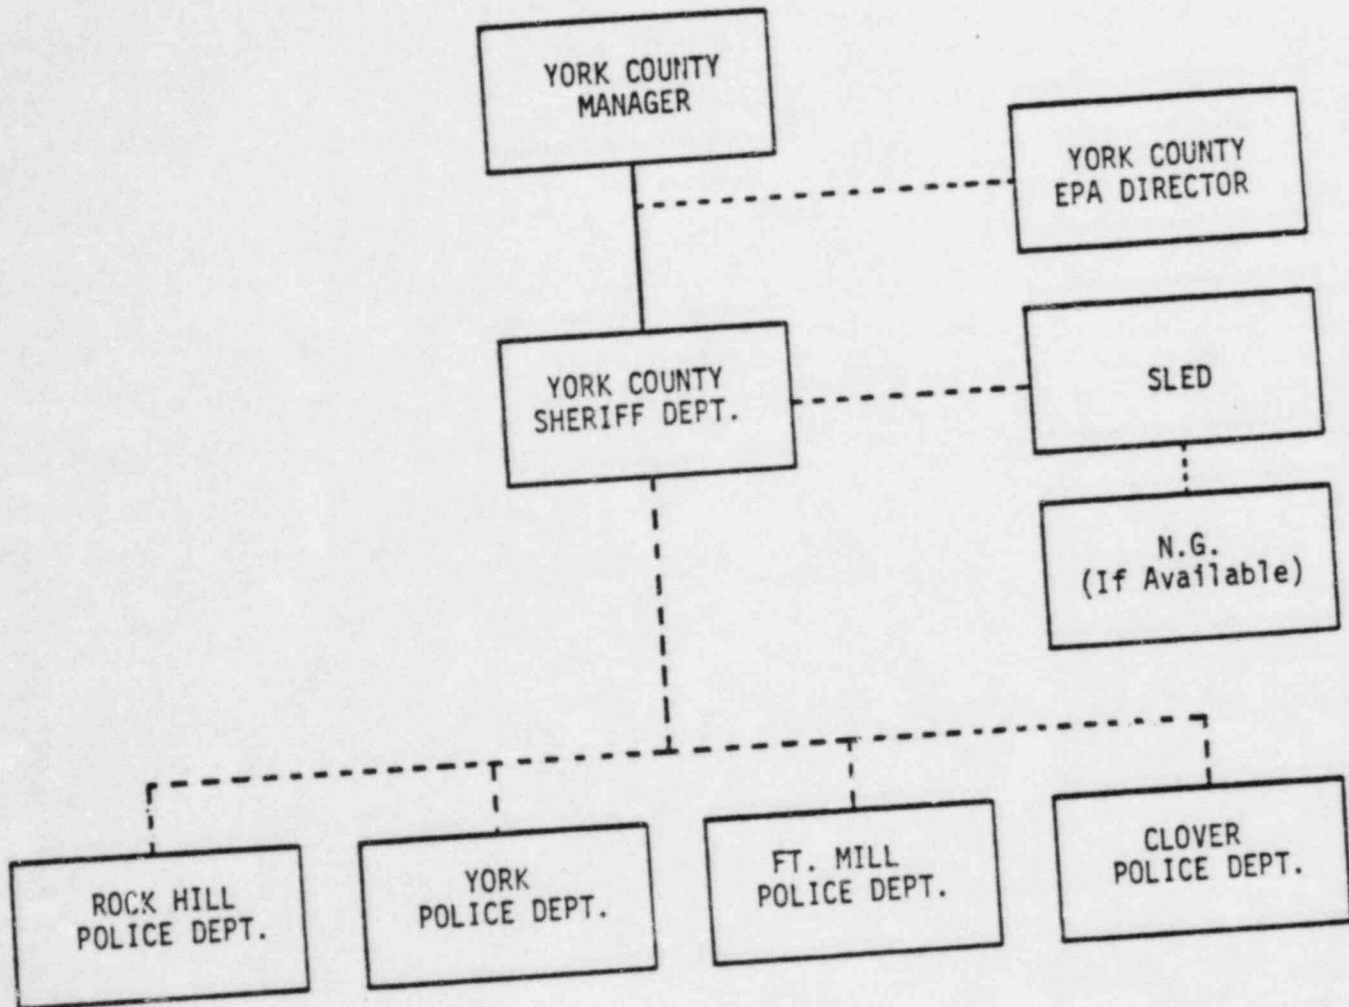 YORK COUNTY
MANAGER
YORK COUNTY
EPA DIRECTOR
YORK COUNTY
SHERIFF DEPT.
SLED
N.G.
(If Available)
ROCK HILL
POLICE DEPT.
YORK
POLICE DEPT.
FT. MILL
POLICE DEPT.
CLOVER
POLICE DEPT.